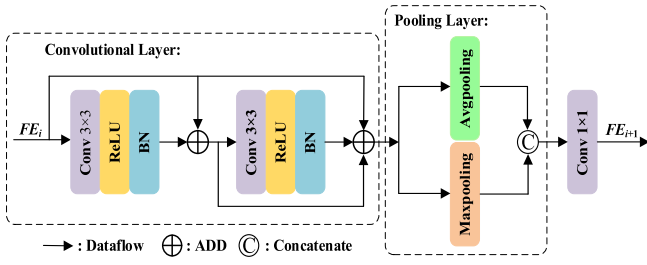 Convolutional Layer:
Pooling Layer:
FEi
Conv 3×3
ReLU
BN
Conv 3×3
ReLU
BN
Avgpooling
Maxpooling
C
Conv 1×1
FEi+1
: Dataflow
: ADD
C
: Concatenate